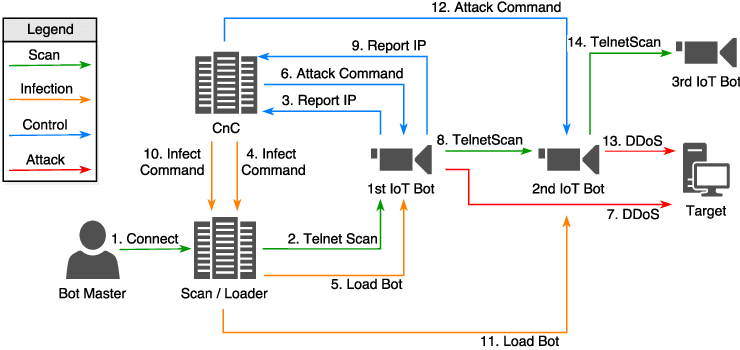 12. Attack Command
Legend
Scan
Infection
Control
Attack
9. Report IP
6. Attack Command
3. Report IP
CnC
14. TelnetScan
3rd IoT Bot
10. Infect
Command
4. Infect
Command
8. TelnetScan
13. DDoS
1st IoT Bot
2nd IoT Bot
7. DDoS
Target
1. Connect
2. Telnet Scan
Bot Master
Scan / Loader
5. Load Bot
11. Load Bot